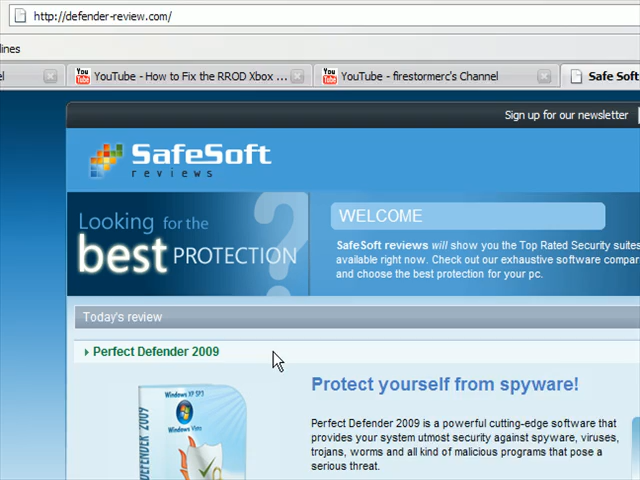 http://defender-review.com/
lines
el
YouTube - How to Fix the RROD Xbox ...
YouTube - firestormerc's Channel
Safe Soft
Sign up for our newsletter
SafeSoft
reviews
Looking for the
best PROTECTION
?
WELCOME
SafeSoft reviews will show you the Top Rated Security suites
available right now. Check out our exhaustive software compar
and choose the best protection for your pc.
Today's review
Perfect Defender 2009
Protect yourself from spyware!
Windows XP SP3
Windows Vista
DEFENDER 2009
Perfect Defender 2009 is a powerful cutting-edge software that
provides your system utmost security against spyware, viruses,
trojans, worms and all kind of malicious programs that pose a
serious threat.